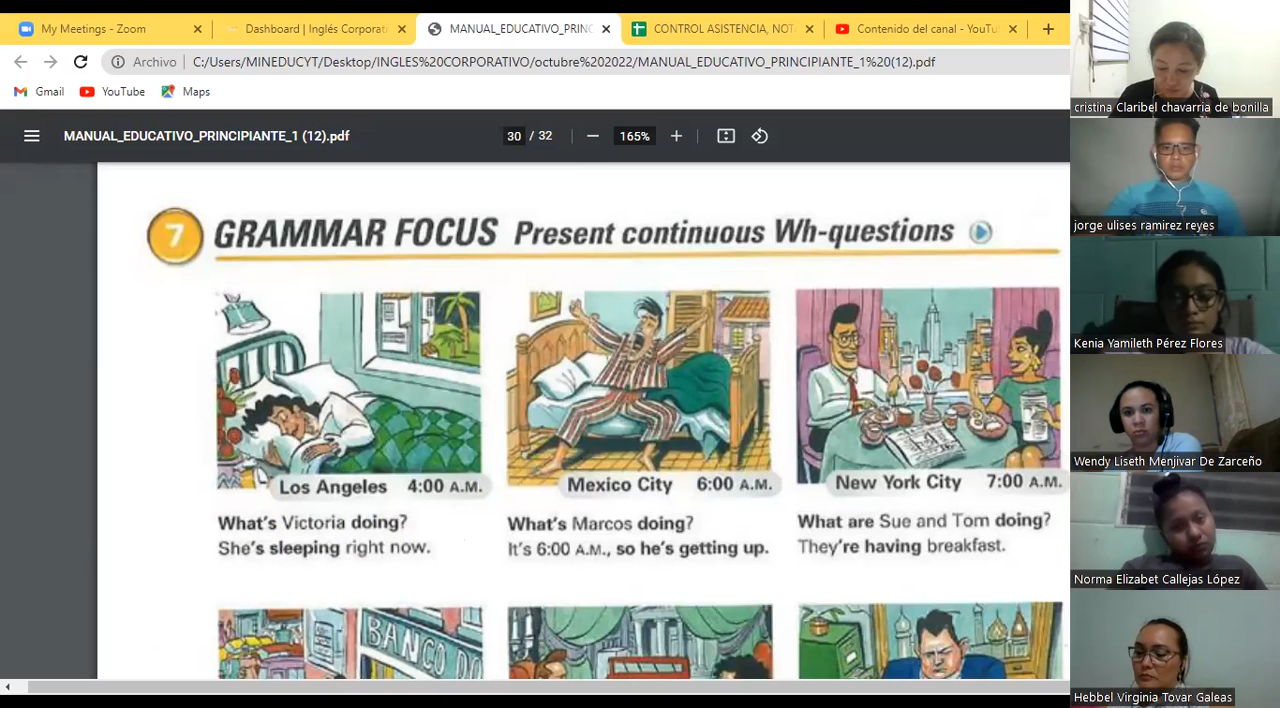 My Meetings - Zoom
Dashboard | Inglés Corporati
MANUAL_EDUCATIVO_PRINC
CONTROL ASISTENCIA, NOT
Contenido del canal - YouTu
Archivo | C:/Users/MINEDUCYT/Desktop/INGLES%20CORPORATIVO/octubre%202022/MANUAL_EDUCATIVO_PRINCIPIANTE_1%20(12).pdf
Gmail YouTube Maps
MANUAL_EDUCATIVO_PRINCIPIANTE_1 (12).pdf
30 / 32
165%
7 GRAMMAR FOCUS Present continuous Wh-questions
Los Angeles 4:00 A.M.
Mexico City 6:00 A.M.
New York City 7:00 A.M.
What's Victoria doing?
She's sleeping right now.
What's Marcos doing?
It's 6:00 A.M., so he's getting up.
What are Sue and Tom doing?
They're having breakfast.
BANCO DO
cristina Claribel chavarria de bonilla
jorge ulises ramirez reyes
Kenia Yamileth Pérez Flores
Wendy Liseth Menjivar De Zarceño
Norma Elizabet Callejas López
Hebbel Virginia Tovar Galeas